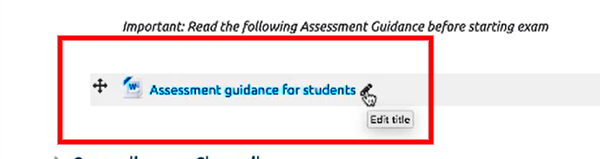 Important: Read the following Assessment Guidance before starting exam
Assessment guidance for students
Edit title